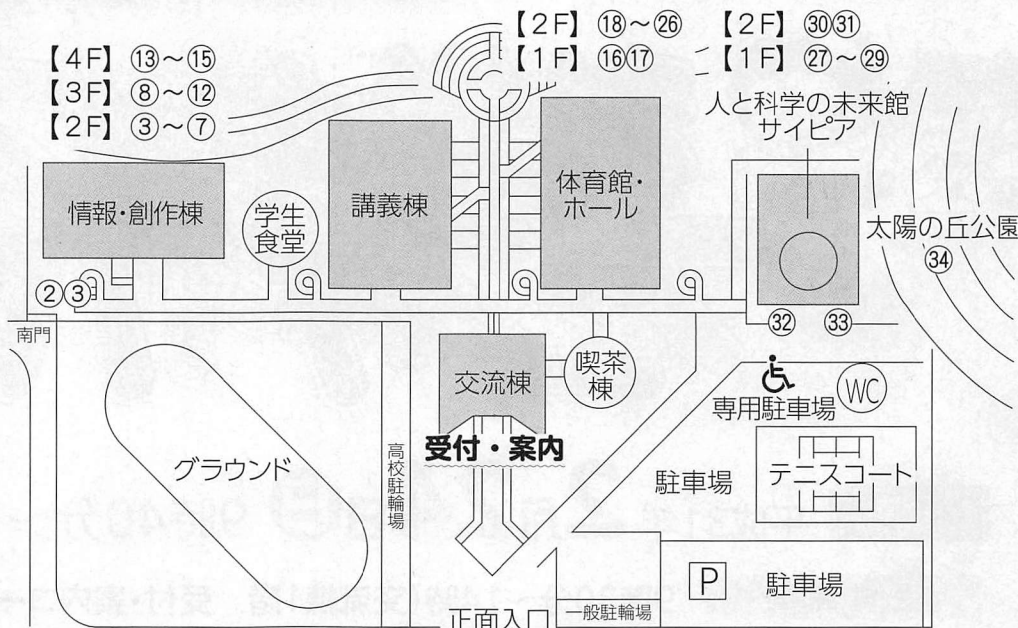 【4F】 ⑬～⑮
【3F】 ⑧～⑫
【2F】 ③～⑦
【2F】 ⑱～㉖
【1F】 ⑯⑰
【2F】 ㉚㉛
【1F】 ㉗～㉙
人と科学の未来館
サイピア
情報・創作棟
学生
食堂
講義棟
体育館・
ホール
太陽の丘公園
㉞
②③
南門
㉜
㉝
交流棟
喫茶
棟
受付・案内
グラウンド
高校駐輪場
専用駐車場
WC
駐車場
テニスコート
P
駐車場
正面入口
一般駐輪場